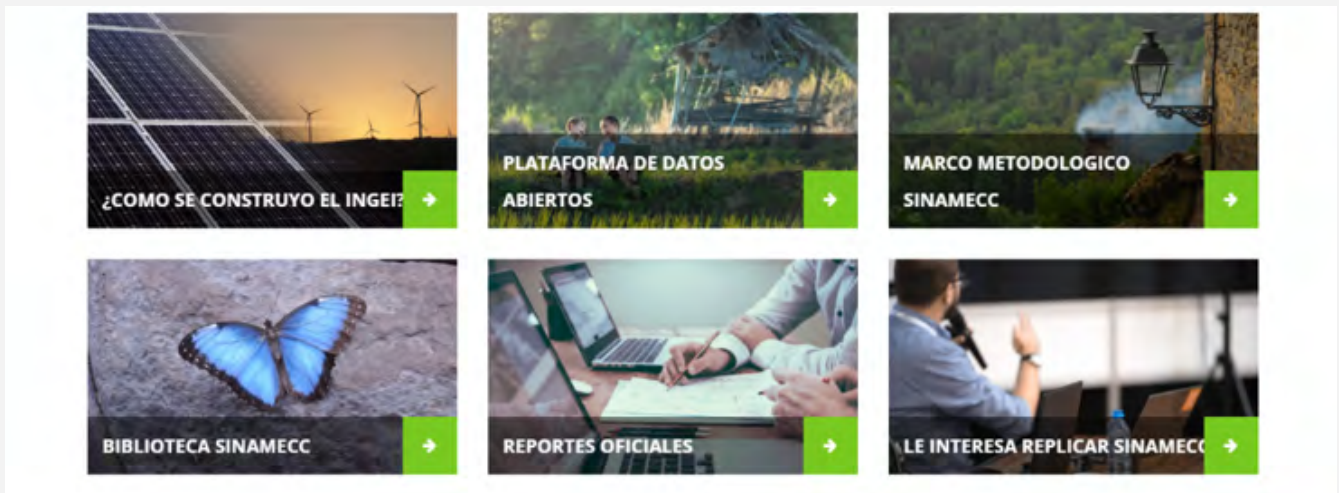 ¿COMO SE CONSTRUYO EL INGEI?
PLATAFORMA DE DATOS
ABIERTOS
MARCO METODOLOGICO
SINAMECC
BIBLIOTECA SINAMECC
REPORTES OFICIALES
LE INTERESA REPLICAR SINAMECC